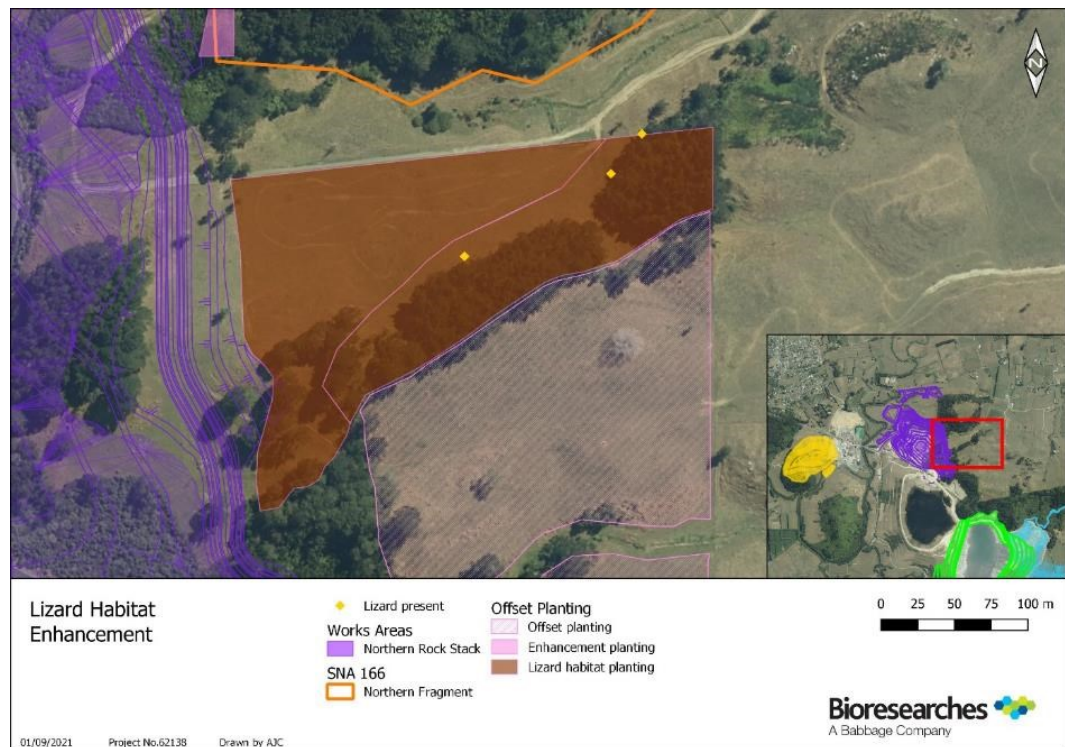 N
Lizard Habitat
Enhancement
Lizard present
Works Areas
Northern Rock Stack
SNA 166
Northern Fragment
Offset Planting
Offset planting
Enhancement planting
Lizard habitat planting
0 25 50 75 100 m
Bioresearches
A Babbage Company
01/09/2021 Project No.62138 Drawn by AJC